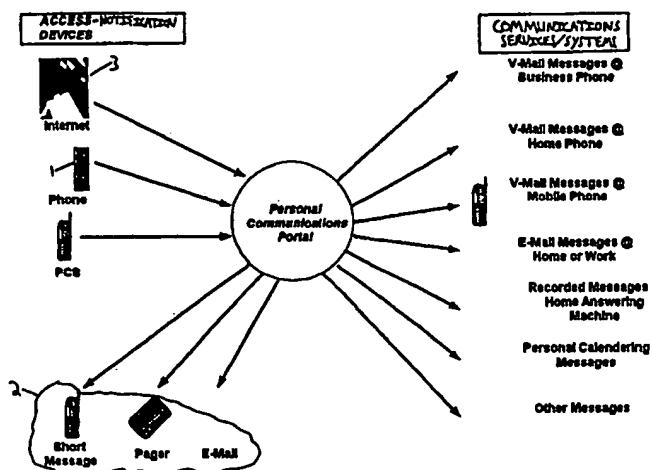 ACCESS-NOTIFICATION
DEVICES
3
Internet
1
Phone
PCS
Personal
Communications
Portal
2
Short
Message
Pager
E-Mail
COMMUNICATIONS
SERVICES/SYSTEMS
V-Mail Messages @
Business Phone
V-Mail Messages @
Home Phone
V-Mail Messages @
Mobile Phone
E-Mail Messages @
Home or Work
Recorded Messages
Home Answering
Machine
Personal Calendering
Messages
Other Messages